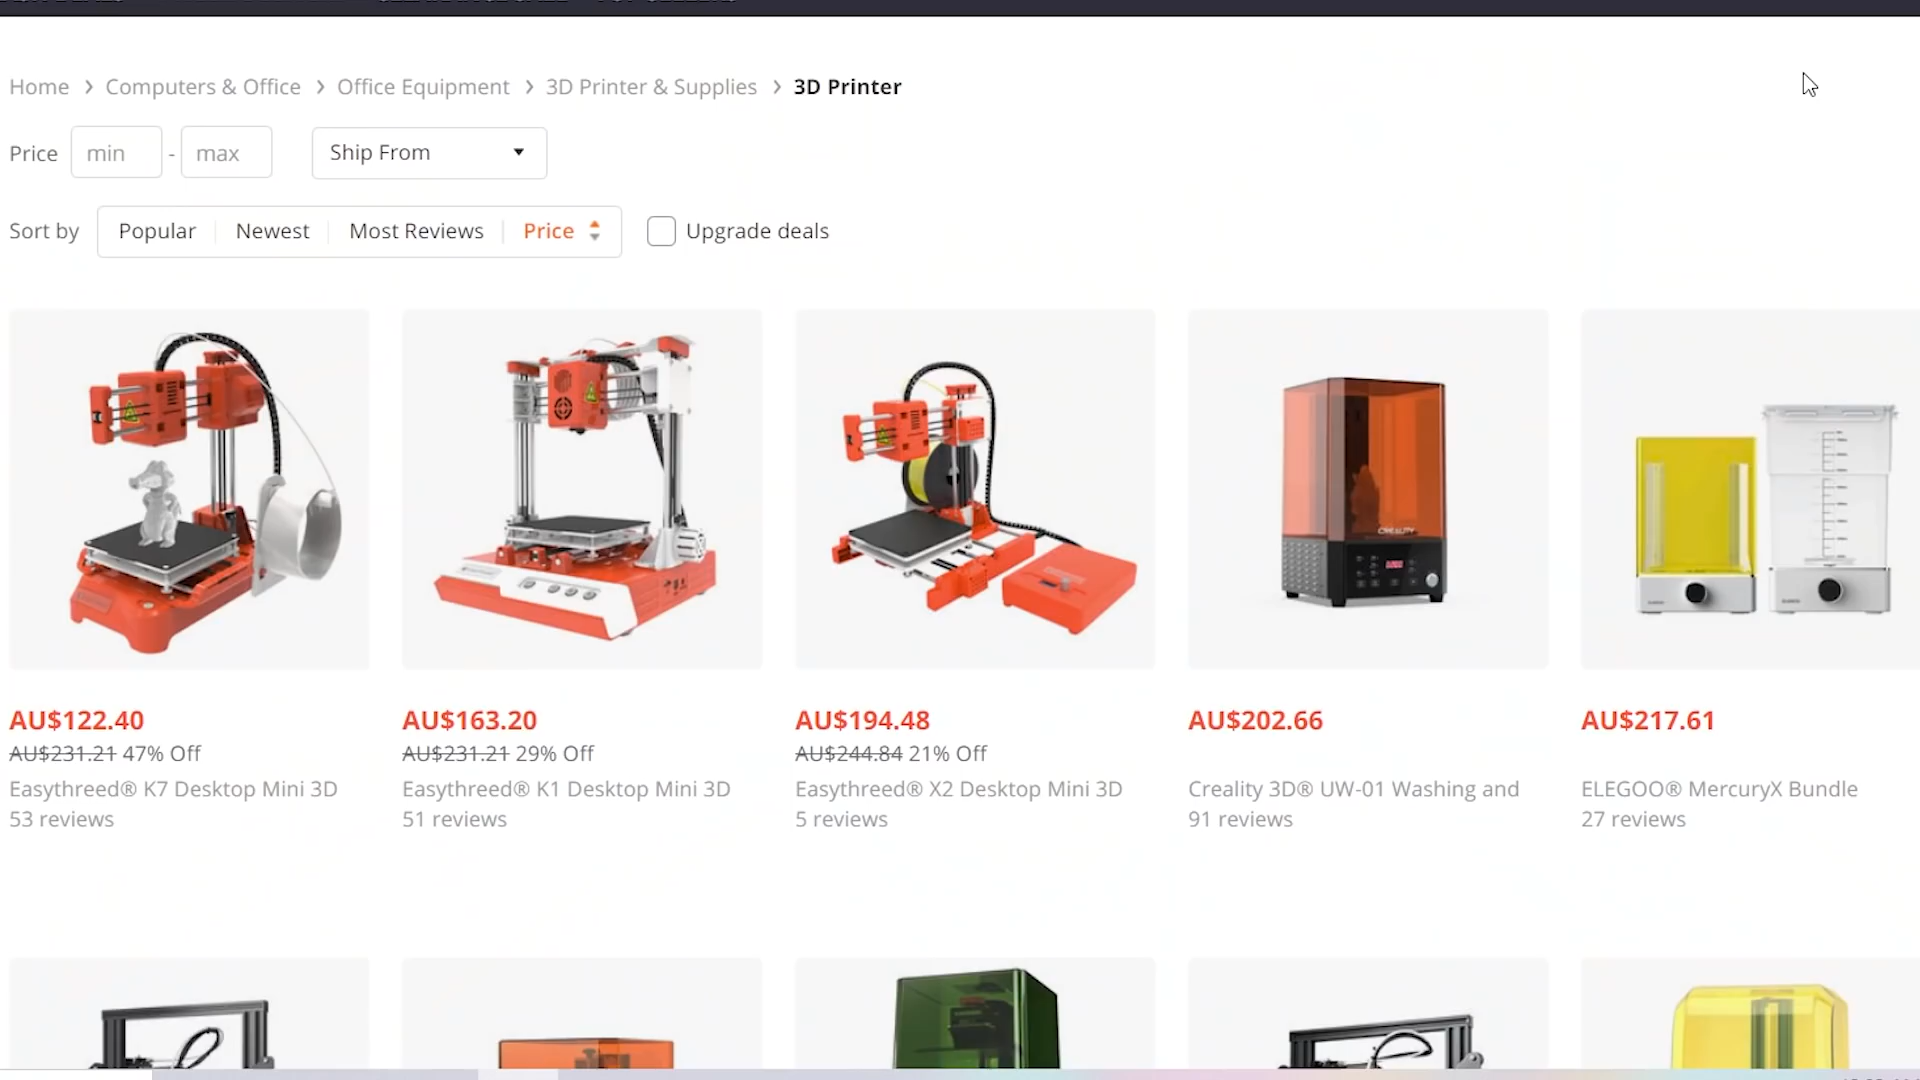 Home > Computers & Office > Office Equipment > 3D Printer & Supplies > 3D Printer
Price min - max Ship From
Sort by Popular Newest Most Reviews Price Upgrade deals
CREALITY
AU$122.40
AU$231.21 47% Off
Easythreed® K7 Desktop Mini 3D
53 reviews
AU$163.20
AU$231.21 29% Off
Easythreed® K1 Desktop Mini 3D
51 reviews
AU$194.48
AU$244.84 21% Off
Easythreed® X2 Desktop Mini 3D
5 reviews
AU$202.66
Creality 3D® UW-01 Washing and
91 reviews
AU$217.61
ELEGOO® MercuryX Bundle
27 reviews